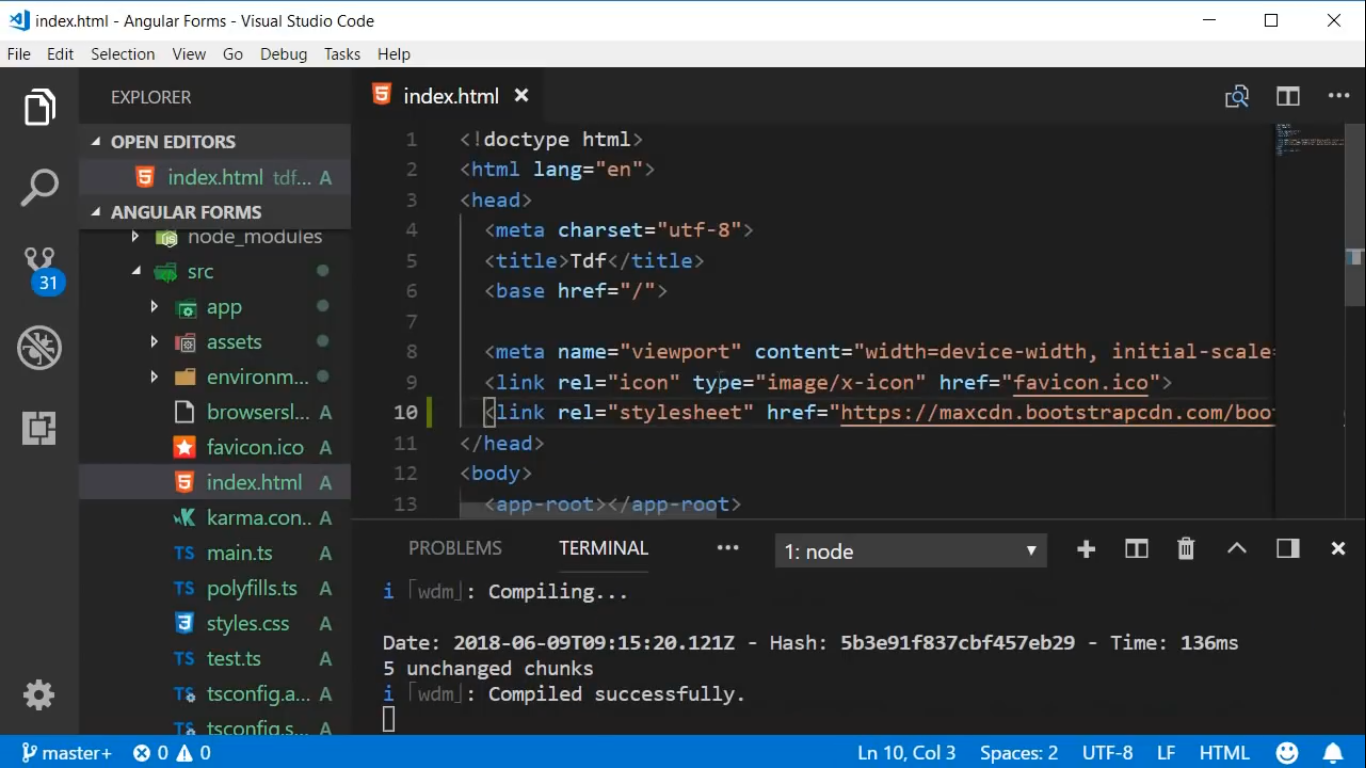 index.html - Angular Forms - Visual Studio Code
File Edit Selection View Go Debug Tasks Help
EXPLORER
OPEN EDITORS
index.html tdf... A
ANGULAR FORMS
node_modules
src
app
assets
environm...
browsersl... A
favicon.ico A
index.html A
karma.con.. A
TS main.ts A
TS polyfills.ts A
styles.css A
TS test.ts A
TS tsconfig.a... A
TS tsconfig.s...
31
index.html
1 <!doctype html>
2 <html lang="en">
3 <head>
4 <meta charset="utf-8">
5 <title>Tdf</title>
6 <base href="/">
7
8 <meta name="viewport" content="width=device-width, initial-scale=
9 <link rel="icon" type="image/x-icon" href="favicon.ico">
10 <link rel="stylesheet" href="https://maxcdn.bootstrapcdn.com/boot
11 </head>
12 <body>
13 <app-root></app-root>
PROBLEMS TERMINAL ... 1: node
i ｢wdm｣: Compiling...
Date: 2018-06-09T09:15:20.121Z - Hash: 5b3e91f837cbf457eb29 - Time: 136ms
5 unchanged chunks
i ｢wdm｣: Compiled successfully.
master+ 0 0 Ln 10, Col 3 Spaces: 2 UTF-8 LF HTML